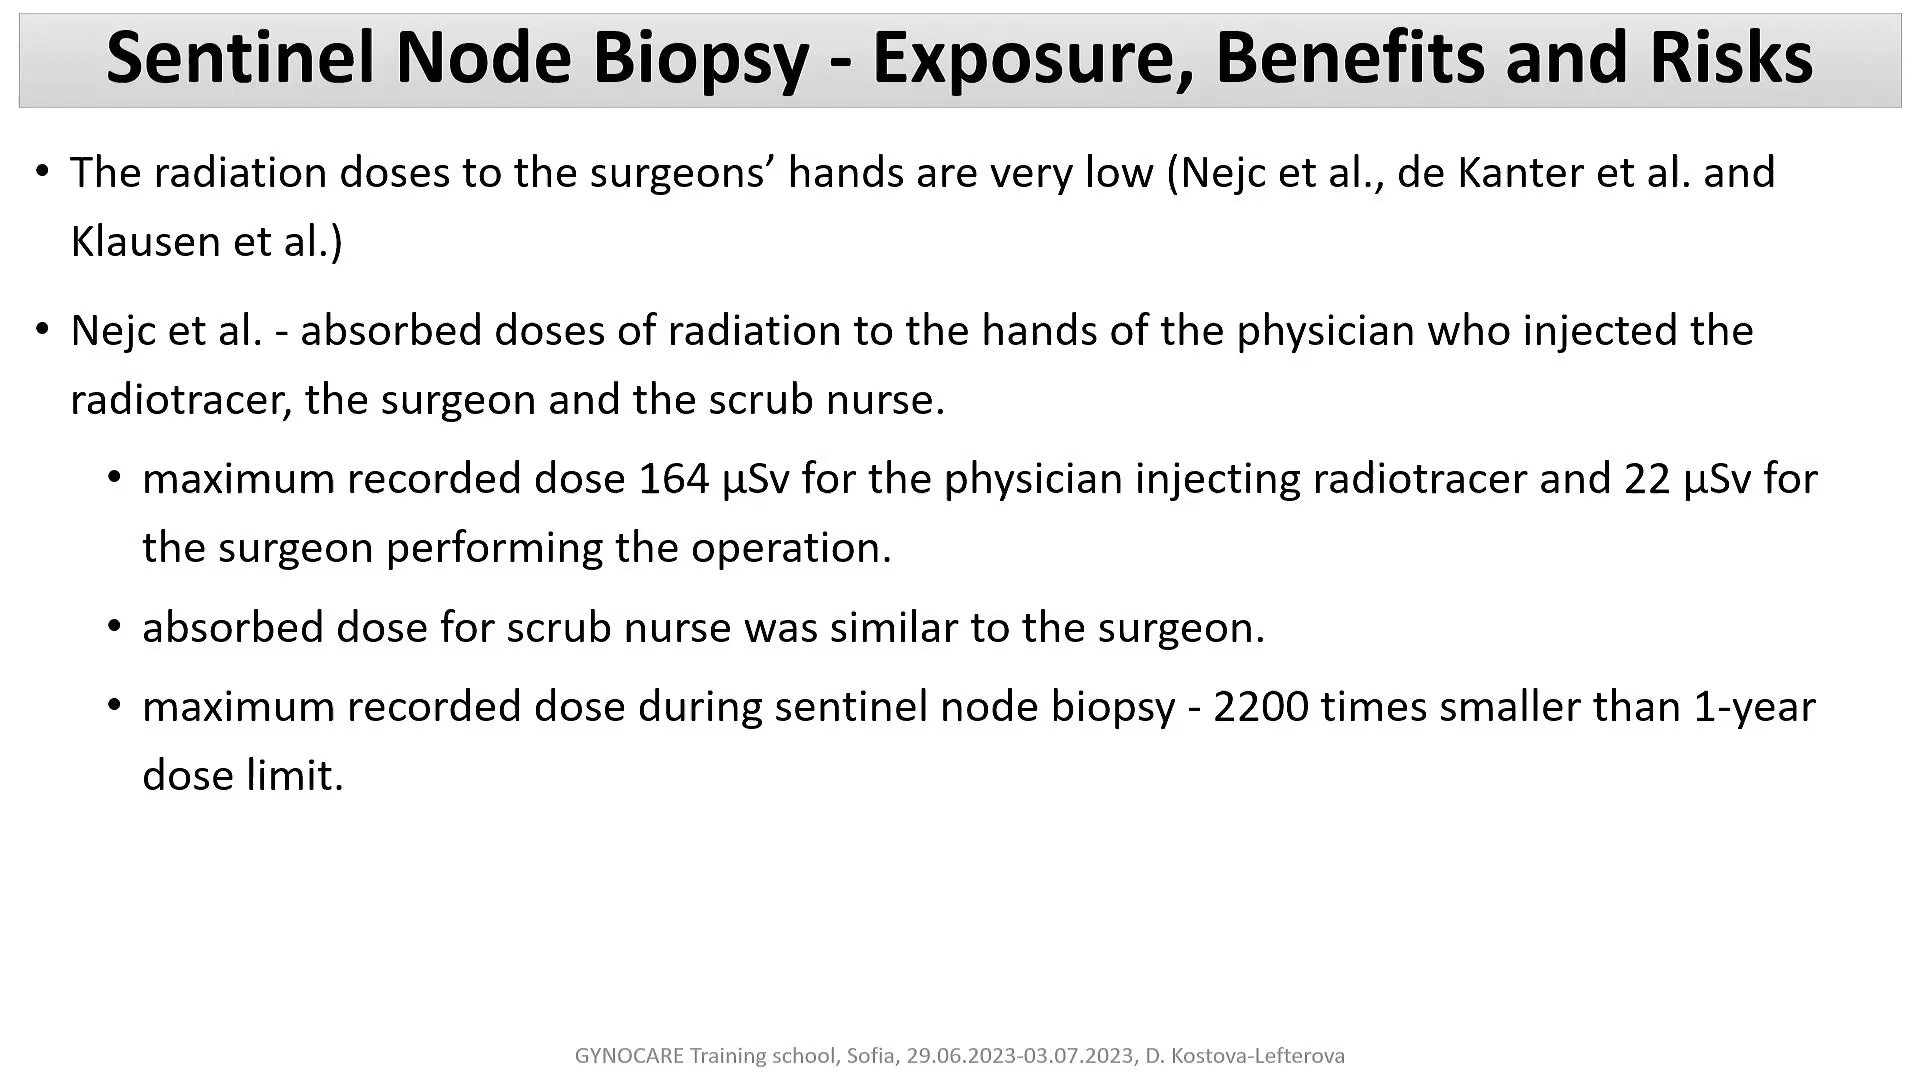 Sentinel Node Biopsy - Exposure, Benefits and Risks
• The radiation doses to the surgeons’ hands are very low (Nejc et al., de Kanter et al. and
Klausen et al.)
• Nejc et al. - absorbed doses of radiation to the hands of the physician who injected the
radiotracer, the surgeon and the scrub nurse.
• maximum recorded dose 164 µSv for the physician injecting radiotracer and 22 µSv for
the surgeon performing the operation.
• absorbed dose for scrub nurse was similar to the surgeon.
• maximum recorded dose during sentinel node biopsy - 2200 times smaller than 1-year
dose limit.
GYNOCARE Training school, Sofia, 29.06.2023-03.07.2023, D. Kostova-Lefterova